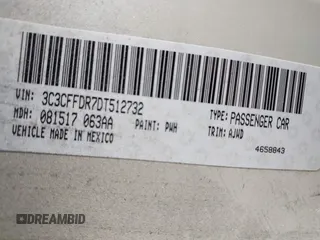 VIN: 3C3CFFDR7DT512732
TYPE: PASSENGER CAR
MDH: 081517 063AA
PAINT: PWH
TRIM: AJWD
VEHICLE MADE IN MEXICO
4658843
DREAMBID